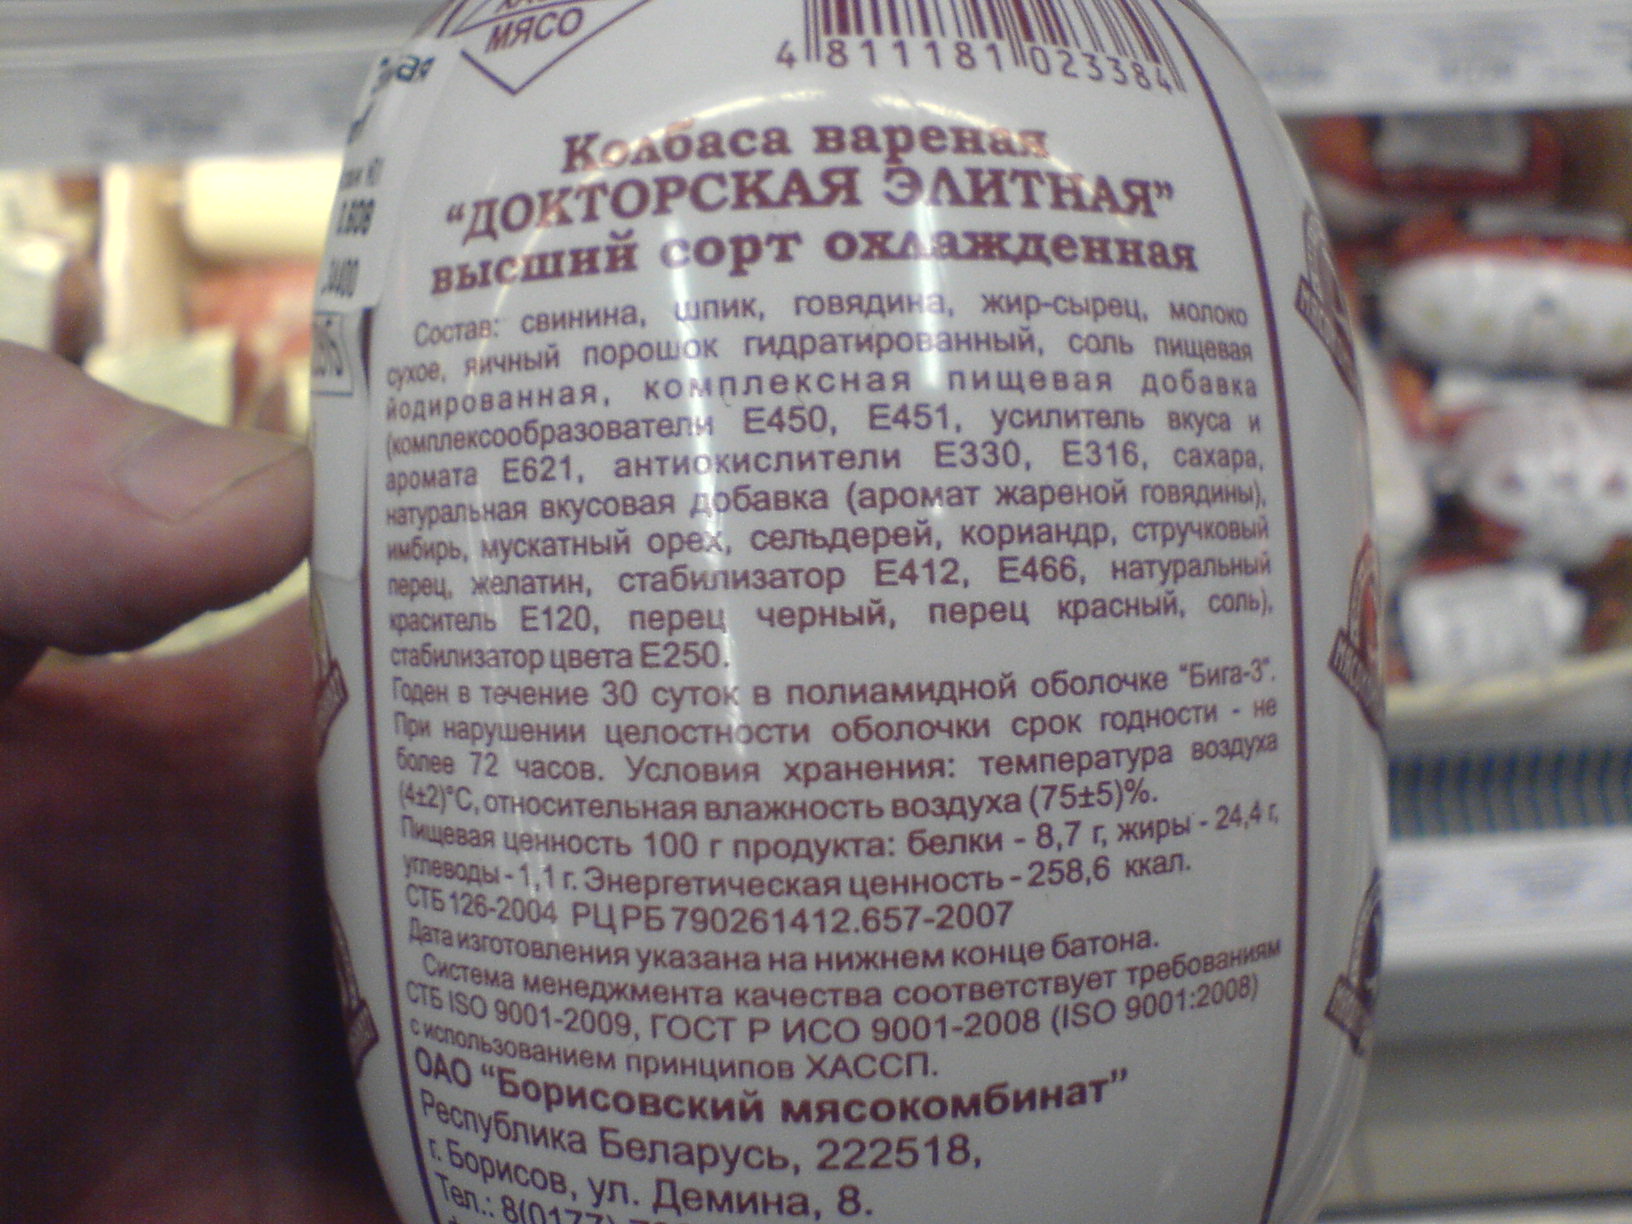 МЯСО
4 811181 023384
Колбаса вареная
“ДОКТОРСКАЯ ЭЛИТНАЯ”
высший сорт охлажденная
Состав: свинина, шпик, говядина, жир-сырец, молоко
сухое, яичный порошок гидратированный, соль пищевая
йодированная, комплексная пищевая добавка
(комплексообразователи Е450, Е451, усилитель вкуса и
аромата Е621, антиокислители Е330, Е316, сахара,
натуральная вкусовая добавка (аромат жареной говядины),
имбирь, мускатный орех, сельдерей, кориандр, стручковый
перец, желатин, стабилизатор Е412, Е466, натуральный
краситель Е120, перец черный, перец красный, соль),
стабилизатор цвета Е250.
Годен в течение 30 суток в полиамидной оболочке "Бига-3".
При нарушении целостности оболочки срок годности - не
более 72 часов. Условия хранения: температура воздуха
(4±2)°С, относительная влажность воздуха (75±5)%.
Пищевая ценность 100 г продукта: белки - 8,7 г, жиры - 24,4 г,
углеводы - 1,1 г. Энергетическая ценность - 258,6 ккал.
СТБ 126-2004 РЦ РБ 790261412.657-2007
Дата изготовления указана на нижнем конце батона.
Система менеджмента качества соответствует требованиям
СТБ ISO 9001-2009, ГОСТ Р ИСО 9001-2008 (ISO 9001:2008)
с использованием принципов ХАССП.
ОАО “Борисовский мясокомбинат”
Республика Беларусь, 222518,
г. Борисов, ул. Демина, 8.
Тел.: 8(0177)